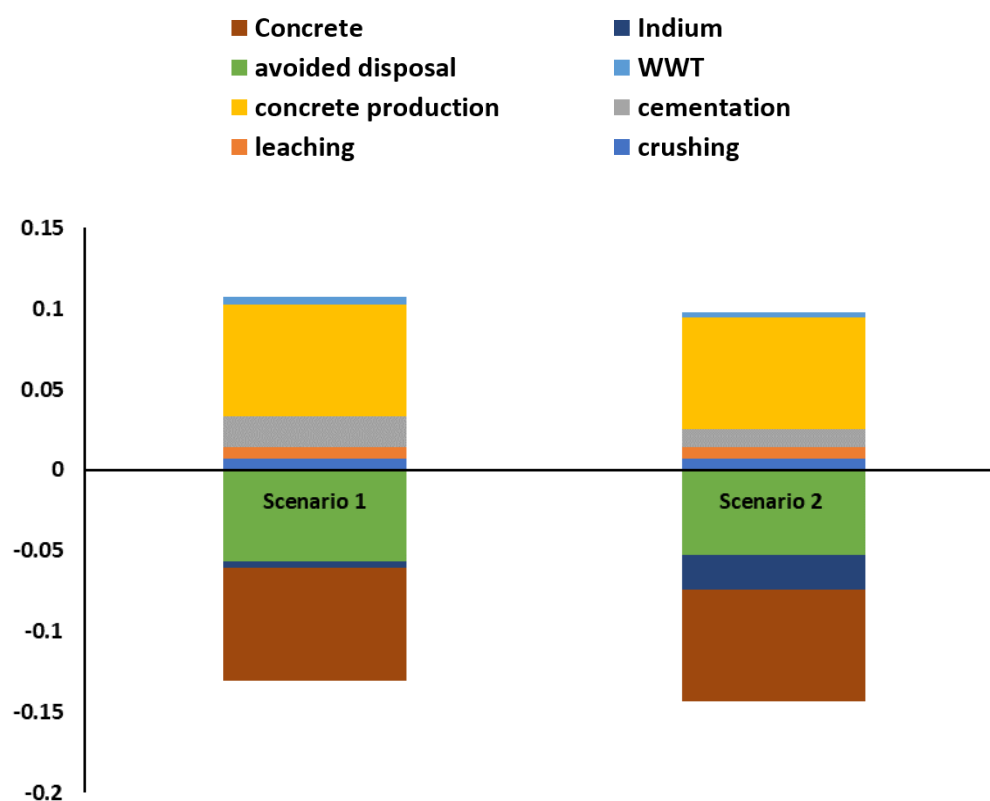 Concrete
Indium
avoided disposal
WWT
concrete production
cementation
leaching
crushing
0.15
0.1
0.05
0
-0.05
-0.1
-0.15
-0.2
Scenario 1
Scenario 2